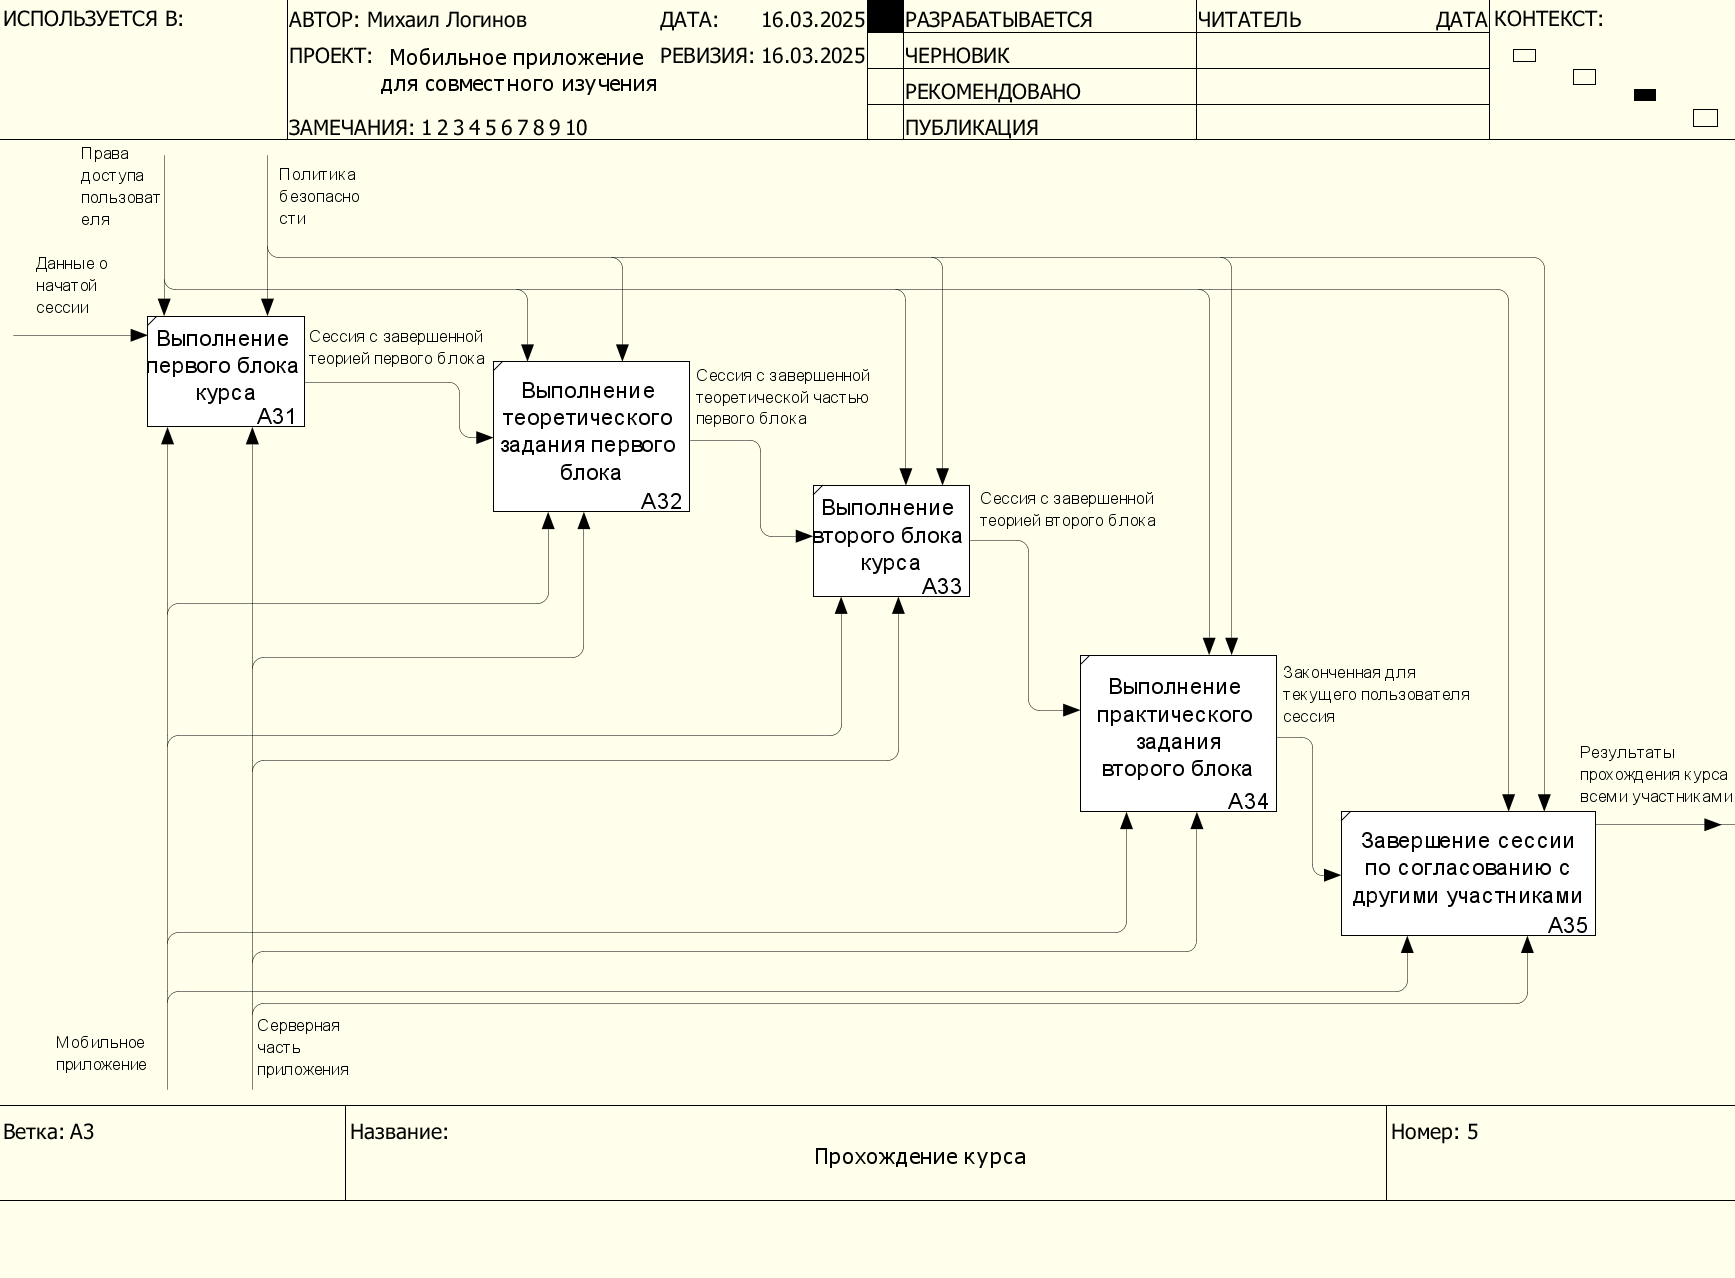 ИСПОЛЬЗУЕТСЯ В:
АВТОР: Михаил Логинов
ДАТА: 16.03.2025
ПРОЕКТ: Мобильное приложение
для совместного изучения
РЕВИЗИЯ: 16.03.2025
ЗАМЕЧАНИЯ: 1 2 3 4 5 6 7 8 9 10
РАЗРАБАТЫВАЕТСЯ
ЧЕРНОВИК
РЕКОМЕНДОВАНО
ПУБЛИКАЦИЯ
ЧИТАТЕЛЬ
ДАТА
КОНТЕКСТ:
Права
доступа
пользоват
еля
Политика
безопасно
сти
Данные о
начатой
сессии
Выполнение
первого блока
курса
A31
Сессия с завершенной
теорией первого блока
Выполнение
теоретического
задания первого
блока
A32
Сессия с завершенной
теоретической частью
первого блока
Выполнение
второго блока
курса
A33
Сессия с завершенной
теорией второго блока
Выполнение
практического
задания
второго блока
A34
Законченная для
текущего пользователя
сессия
Завершение сессии
по согласованию с
другими участниками
A35
Результаты
прохождения курса
всеми участниками
Мобильное
приложение
Серверная
часть
приложения
Ветка: A3
Название:
Прохождение курса
Номер: 5